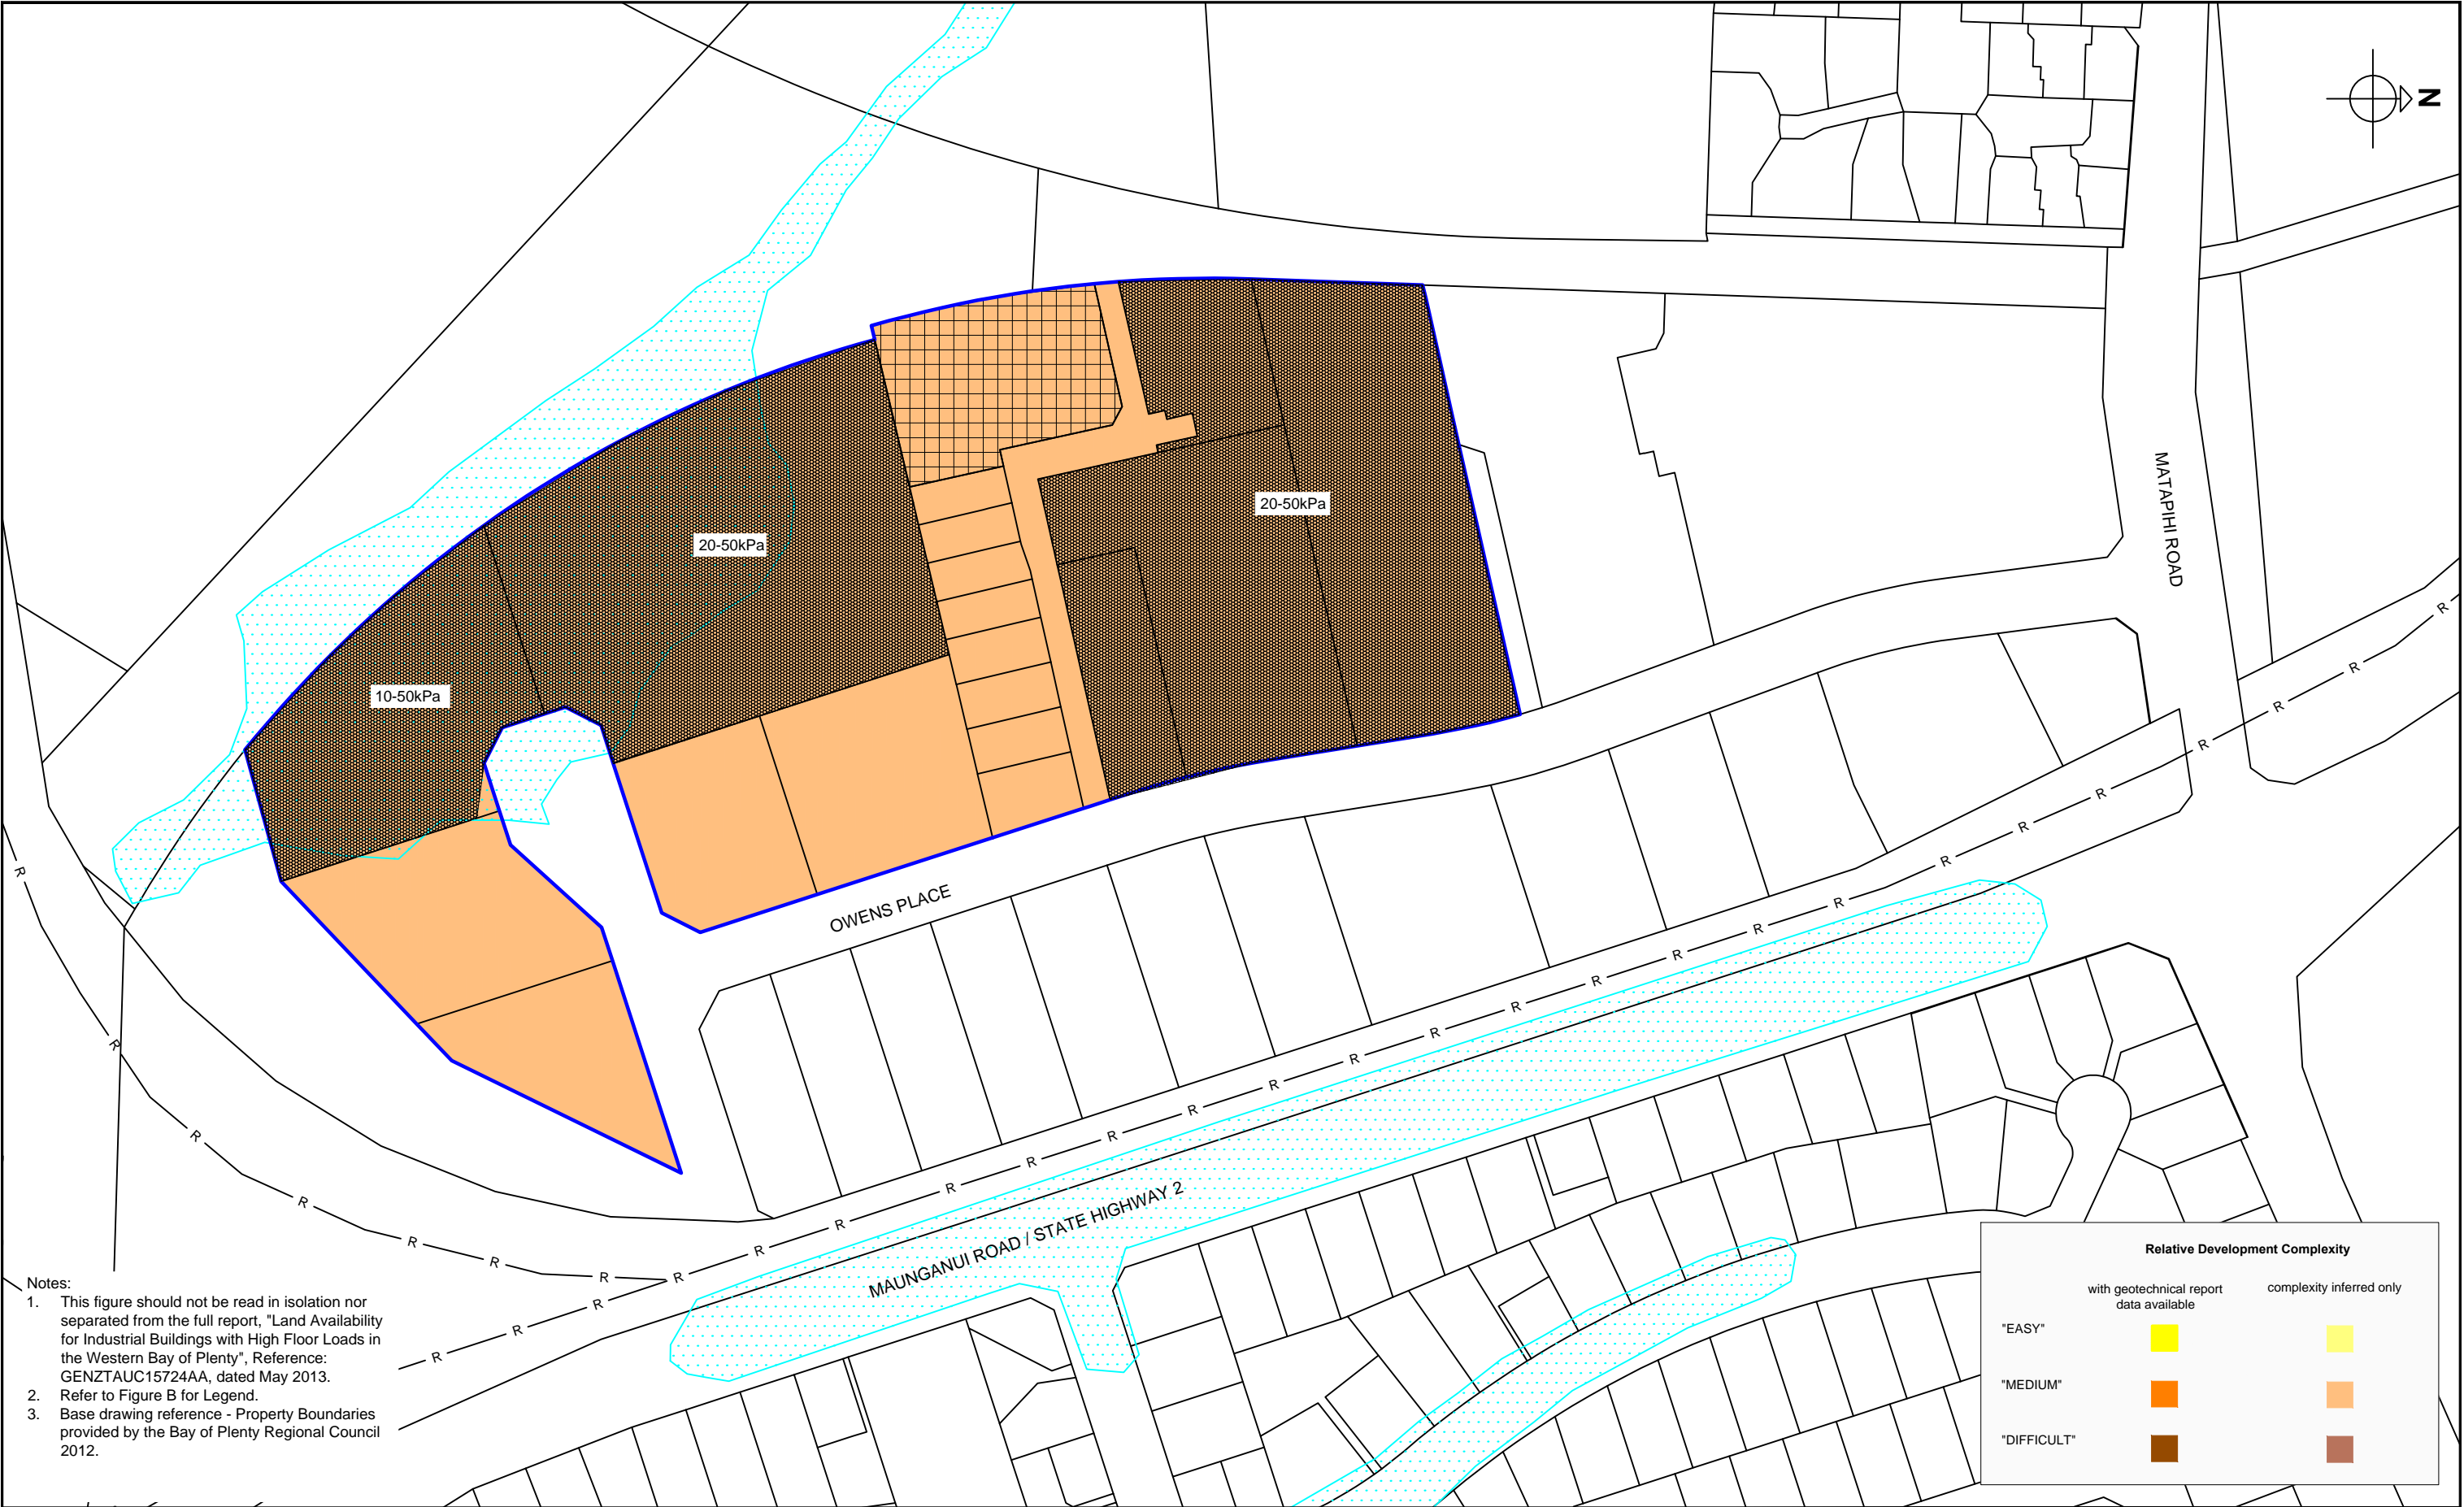 N
MATAPIHI ROAD
20-50kPa
20-50kPa
10-50kPa
OWENS PLACE
MAUNGANUI ROAD / STATE HIGHWAY 2
R R R R R R R R R R R R R R R R R R R R R R R R R R R R R R R R R R
Notes:
1. This figure should not be read in isolation nor
separated from the full report, "Land Availability
for Industrial Buildings with High Floor Loads in
the Western Bay of Plenty", Reference:
GENZTAUC15724AA, dated May 2013.
2. Refer to Figure B for Legend.
3. Base drawing reference - Property Boundaries
provided by the Bay of Plenty Regional Council
2012.
Relative Development Complexity
with geotechnical report
data available
complexity inferred only
"EASY"
"MEDIUM"
"DIFFICULT"